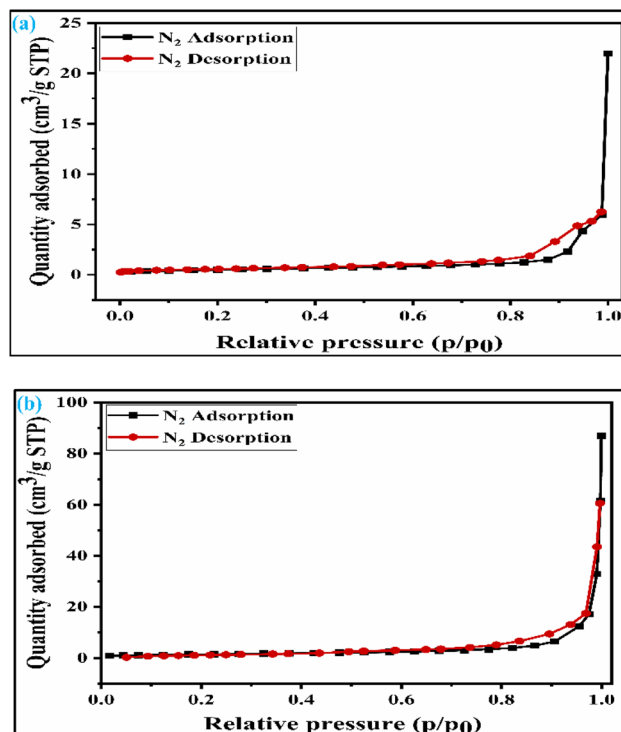 (a)
N₂ Adsorption
N₂ Desorption
Quantity adsorbed (cm³/g STP)
25
20
15
10
5
0
0.0 0.2 0.4 0.6 0.8 1.0
Relative pressure (p/p₀)
(b)
N₂ Adsorption
N₂ Desorption
Quantity adsorbed (cm³/g STP)
100
80
60
40
20
0
0.0 0.2 0.4 0.6 0.8 1.0
Relative pressure (p/p₀)